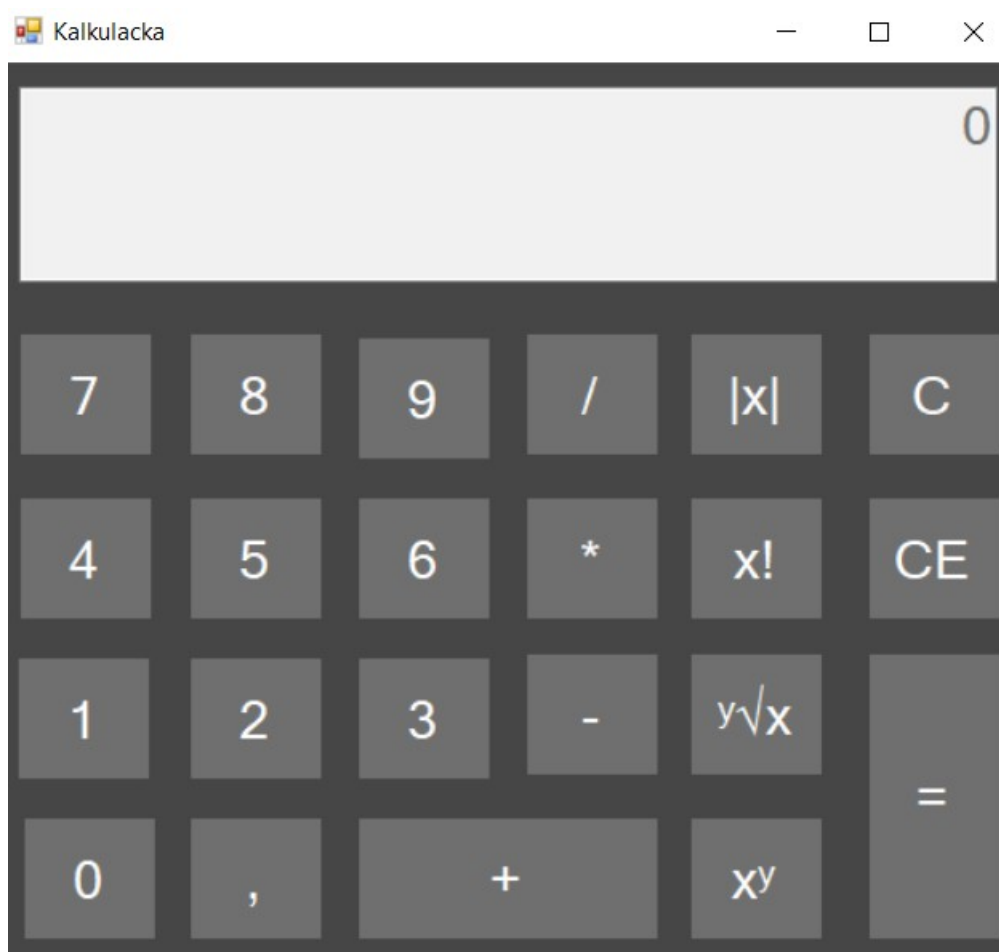 Kalkulacka
0
7 8 9 / |x| C
4 5 6 * x! CE
1 2 3 - ʸ√x
=
0 , + xʸ